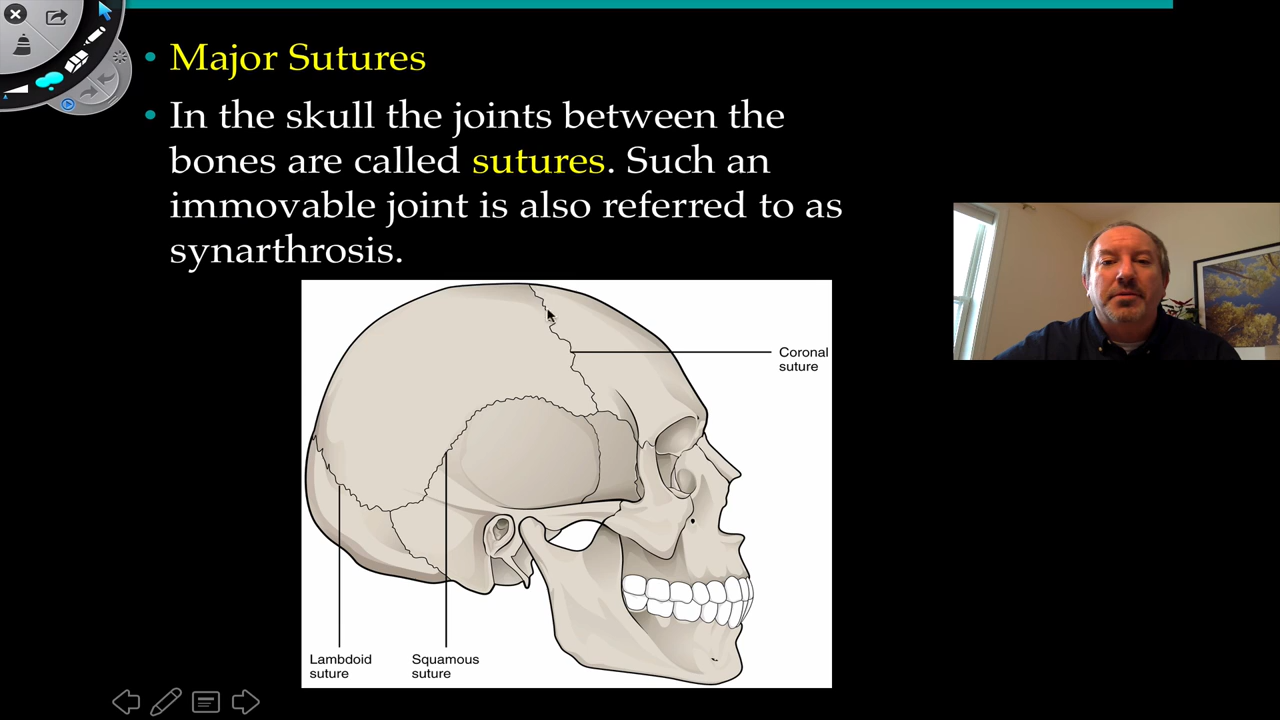 Major Sutures
In the skull the joints between the
bones are called sutures. Such an
immovable joint is also referred to as
synarthrosis.
Coronal
suture
Lambdoid
suture
Squamous
suture